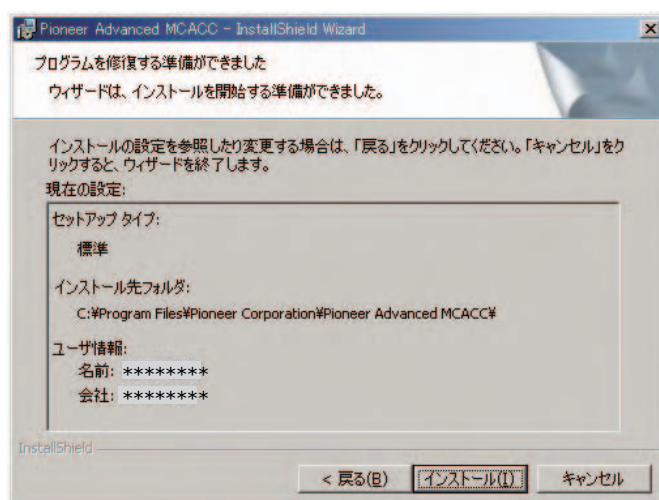 Pioneer Advanced MCACC - InstallShield Wizard
プログラムを修復する準備ができました
ウィザードは、インストールを開始する準備ができました。
インストールの設定を参照したり変更する場合は、「戻る」をクリックしてください。「キャンセル」をク
リックすると、ウィザードを終了します。
現在の設定:
セットアップ タイプ:
標準
インストール先フォルダ:
C:¥Program Files¥Pioneer Corporation¥Pioneer Advanced MCACC¥
ユーザ情報:
名前: ********
会社: ********
InstallShield
< 戻る(B) インストール(I) キャンセル